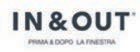 IN&OUT®
PRIMA & DOPO LA FINESTRA